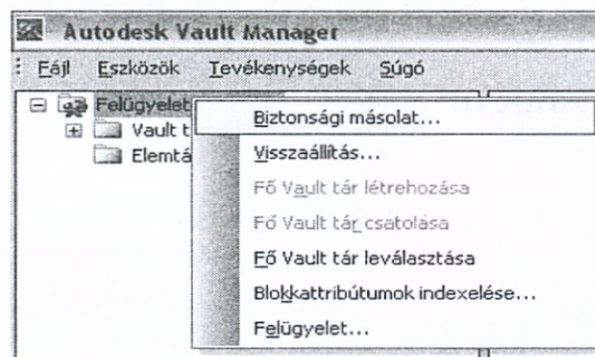 Autodesk Vault Manager
Fájl Eszközök Tevékenységek Súgó
Felügyelet
Vault t
Elemtá
Biztonsági másolat...
Visszaállítás...
Fő Vault tár létrehozása
Fő Vault tár csatolása
Fő Vault tár leválasztása
Blokkattribútumok indexelése...
Felügyelet...